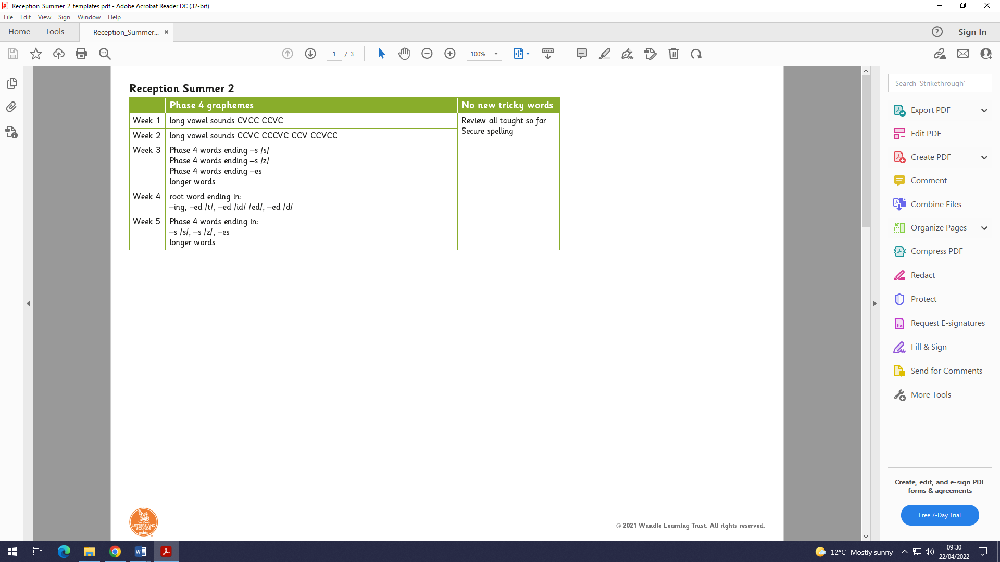 Reception_Summer_2_templates.pdf - Adobe Acrobat Reader DC (32-bit)
File Edit View Sign Window Help
Home Tools Reception_Summer... ×
Sign In
1 / 3 100%
Reception Summer 2
Phase 4 graphemes No new tricky words
Week 1 long vowel sounds CVCC CCVC Review all taught so far
Secure spelling
Week 2 long vowel sounds CCVC CCCVC CCV CCVCC
Week 3 Phase 4 words ending –s /s/
Phase 4 words ending –s /z/
Phase 4 words ending –es
longer words
Week 4 root word ending in:
–ing, –ed /t/, –ed /id/ /ed/, –ed /d/
Week 5 Phase 4 words ending in:
–s /s/, –s /z/, –es
longer words
LETTERS AND
SOUNDS
© 2021 Wandle Learning Trust. All rights reserved.
Search 'Strikethrough'
Export PDF
Edit PDF
Create PDF
Comment
Combine Files
Organize Pages
Compress PDF
Redact
Protect
Request E-signatures
Fill & Sign
Send for Comments
More Tools
Create, edit, and e-sign PDF
forms & agreements
Free 7-Day Trial
12°C Mostly sunny
09:30
22/04/2022